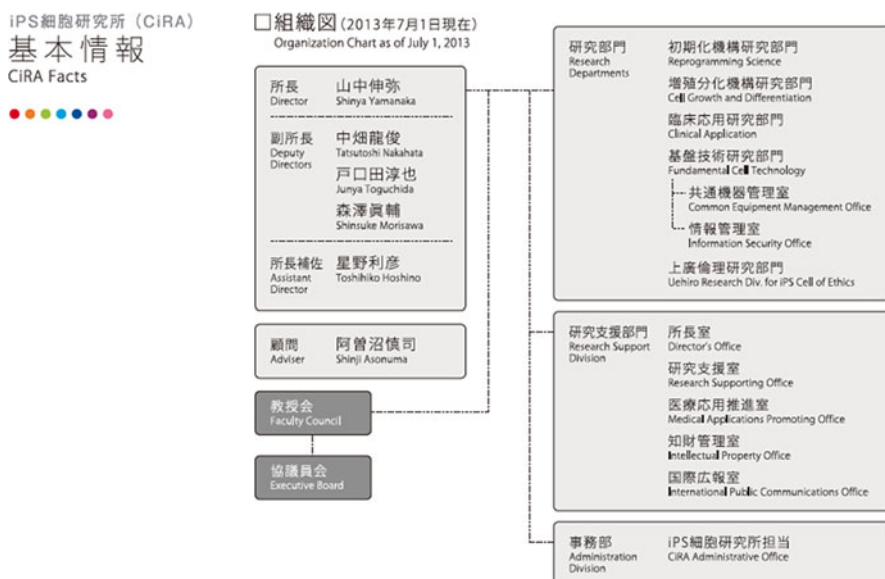 iPS細胞研究所（CiRA）
基本情報
CiRA Facts
□組織図（2013年7月1日現在）
Organization Chart as of July 1, 2013
所長 山中伸弥
Director Shinya Yamanaka
副所長 中畑龍俊
Deputy Directors Tatsutoshi Nakahata
戸口田淳也
Junya Toguchida
森澤眞輔
Shinsuke Morisawa
所長補佐 星野利彦
Assistant Director Toshihiko Hoshino
顧問 阿曽沼慎司
Adviser Shinji Asonuma
教授会
Faculty Council
協議員会
Executive Board
研究部門 初期化機構研究部門
Research Departments Reprogramming Science
増殖分化機構研究部門
Cell Growth and Differentiation
臨床応用研究部門
Clinical Application
基盤技術研究部門
Fundamental Cell Technology
共通機器管理室
Common Equipment Management Office
情報管理室
Information Security Office
上廣倫理研究部門
Uehiro Research Div. for iPS Cell of Ethics
研究支援部門 所長室
Research Support Division Director's Office
研究支援室
Research Supporting Office
医療応用推進室
Medical Applications Promoting Office
知財管理室
Intellectual Property Office
国際広報室
International Public Communications Office
事務部 iPS細胞研究所担当
Administration Division CiRA Administrative Office